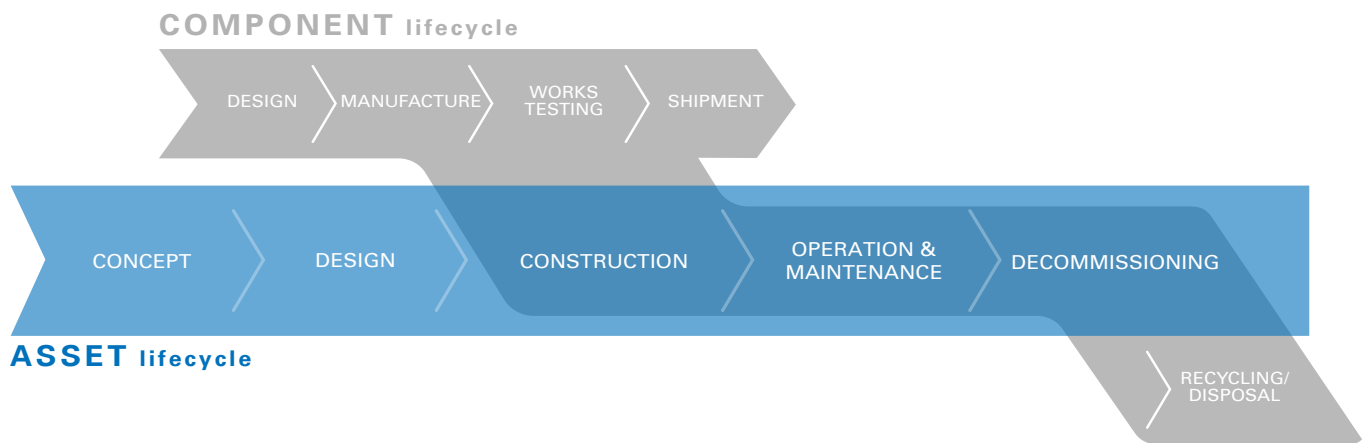 COMPONENT lifecycle
DESIGN
MANUFACTURE
WORKS
TESTING
SHIPMENT
CONCEPT
DESIGN
CONSTRUCTION
OPERATION &
MAINTENANCE
DECOMMISSIONING
ASSET lifecycle
RECYCLING/
DISPOSAL